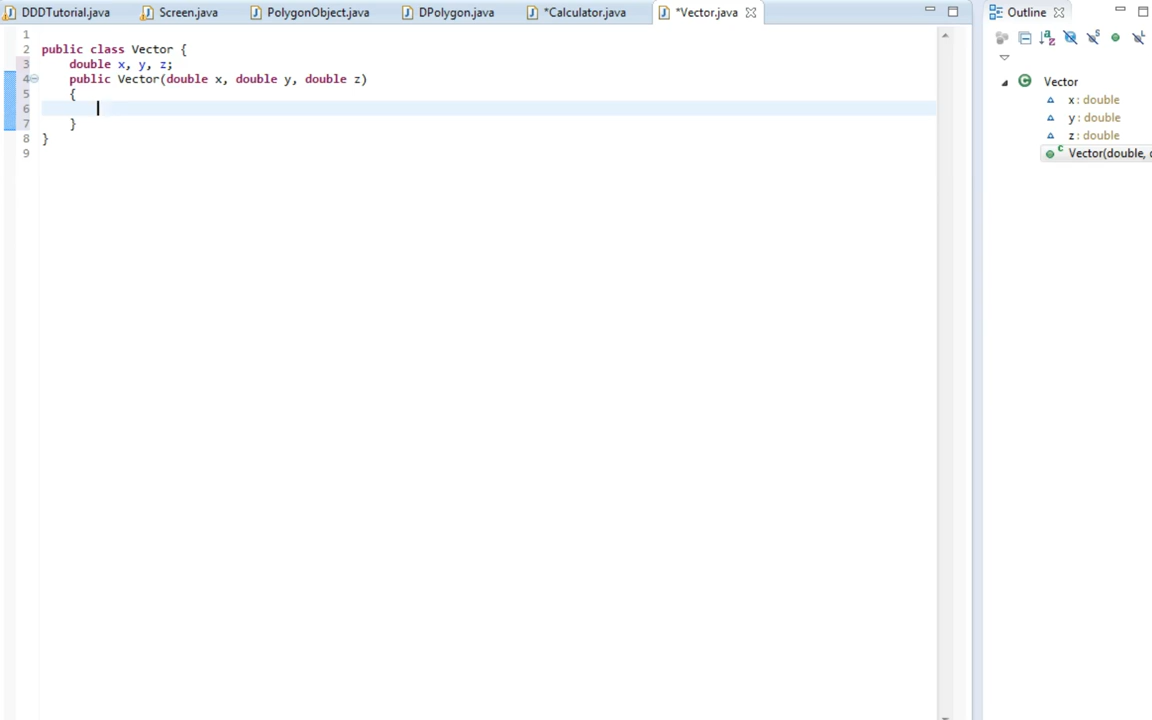 DDDTutorial.java Screen.java PolygonObject.java DPolygon.java *Calculator.java *Vector.java
Outline
1
2 public class Vector {
3 double x, y, z;
4 public Vector(double x, double y, double z)
5 {
6
7 }
8 }
9
Vector
x : double
y : double
z : double
Vector(double,